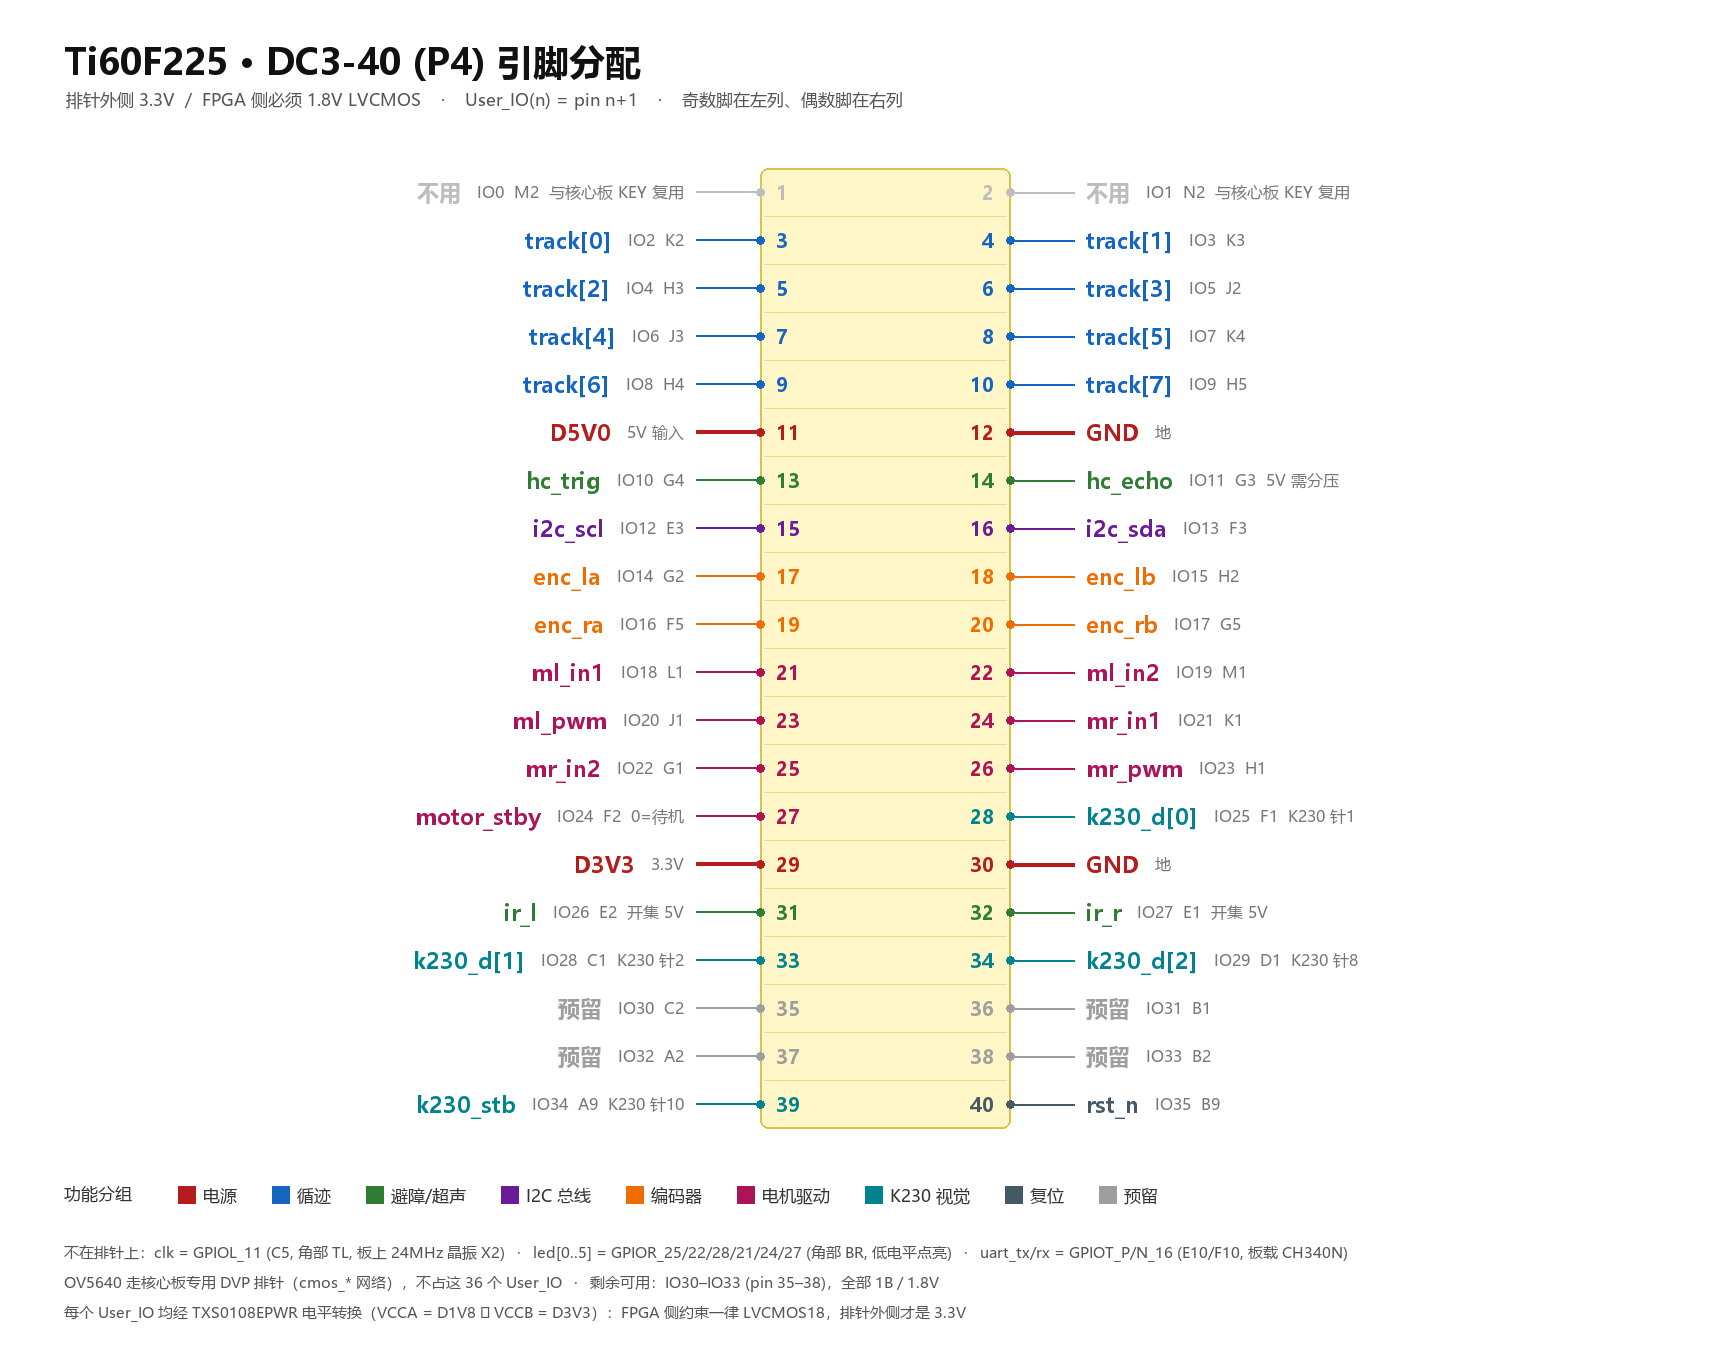 Ti60F225 • DC3-40 (P4) 引脚分配
排针外侧 3.3V / FPGA 侧必须 1.8V LVCMOS · User_IO(n) = pin n+1 · 奇数脚在左列、偶数脚在右列
不用 IO0 M2 与核心板 KEY 复用 1 2 不用 IO1 N2 与核心板 KEY 复用
track[0] IO2 K2 3 4 track[1] IO3 K3
track[2] IO4 H3 5 6 track[3] IO5 J2
track[4] IO6 J3 7 8 track[5] IO7 K4
track[6] IO8 H4 9 10 track[7] IO9 H5
D5V0 5V 输入 11 12 GND 地
hc_trig IO10 G4 13 14 hc_echo IO11 G3 5V 需分压
i2c_scl IO12 E3 15 16 i2c_sda IO13 F3
enc_la IO14 G2 17 18 enc_lb IO15 H2
enc_ra IO16 F5 19 20 enc_rb IO17 G5
ml_in1 IO18 L1 21 22 ml_in2 IO19 M1
ml_pwm IO20 J1 23 24 mr_in1 IO21 K1
mr_in2 IO22 G1 25 26 mr_pwm IO23 H1
motor_stby IO24 F2 0=待机 27 28 k230_d[0] IO25 F1 K230 针1
D3V3 3.3V 29 30 GND 地
ir_l IO26 E2 开集 5V 31 32 ir_r IO27 E1 开集 5V
k230_d[1] IO28 C1 K230 针2 33 34 k230_d[2] IO29 D1 K230 针8
预留 IO30 C2 35 36 预留 IO31 B1
预留 IO32 A2 37 38 预留 IO33 B2
k230_stb IO34 A9 K230 针10 39 40 rst_n IO35 B9
功能分组 电源 循迹 避障/超声 I2C 总线 编码器 电机驱动 K230 视觉 复位 预留
不在排针上：clk = GPIOL_11 (C5, 角部 TL, 板上 24MHz 晶振 X2) · led[0..5] = GPIOR_25/22/28/21/24/27 (角部 BR, 低电平点亮) · uart_tx/rx = GPIOT_P/N_16 (E10/F10, 板载 CH340N)
OV5640 走核心板专用 DVP 排针（cmos_* 网络），不占这 36 个 User_IO · 剩余可用：IO30–IO33 (pin 35–38)，全部 1B / 1.8V
每个 User_IO 均经 TXS0108EPWR 电平转换（VCCA = D1V8 ▯ VCCB = D3V3）：FPGA 侧约束一律 LVCMOS18，排针外侧才是 3.3V